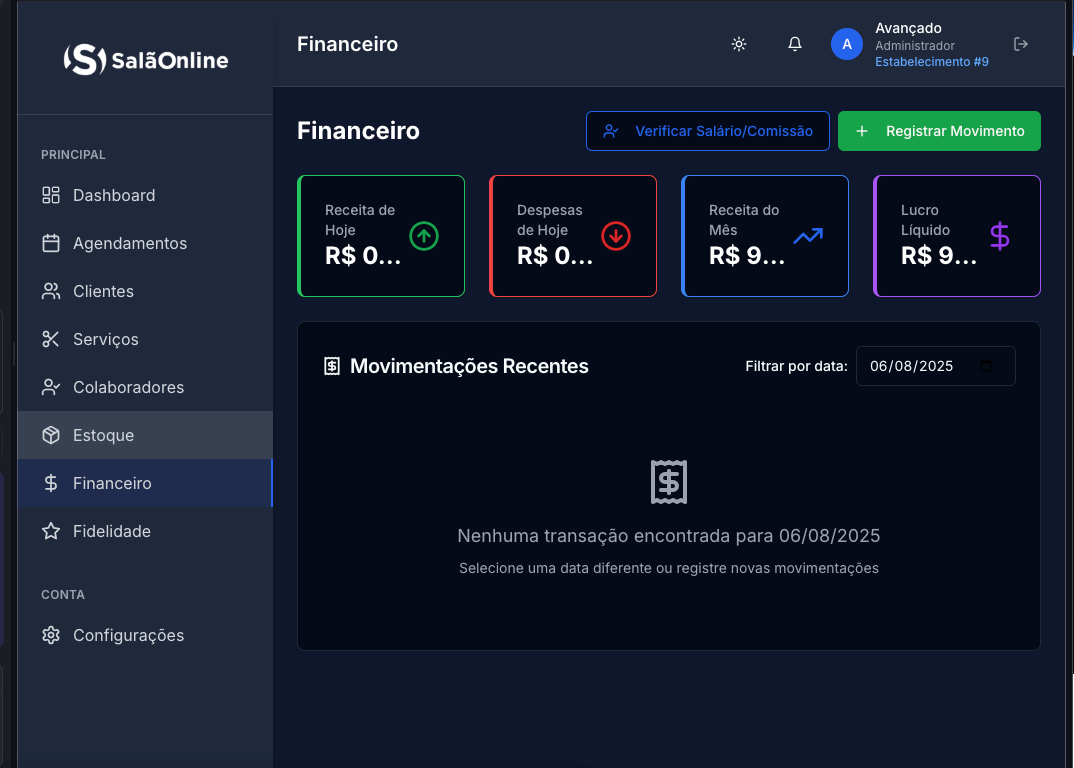 SalãOnline
PRINCIPAL
Dashboard
Agendamentos
Clientes
Serviços
Colaboradores
Estoque
Financeiro
Fidelidade
CONTA
Configurações
Financeiro
A
Avançado
Administrador
Estabelecimento #9
Financeiro
Verificar Salário/Comissão
Registrar Movimento
Receita de
Hoje
R$ 0...
Despesas
de Hoje
R$ 0...
Receita do
Mês
R$ 9...
Lucro
Líquido
R$ 9...
Movimentações Recentes
Filtrar por data:
06/08/2025
Nenhuma transação encontrada para 06/08/2025
Selecione uma data diferente ou registre novas movimentações